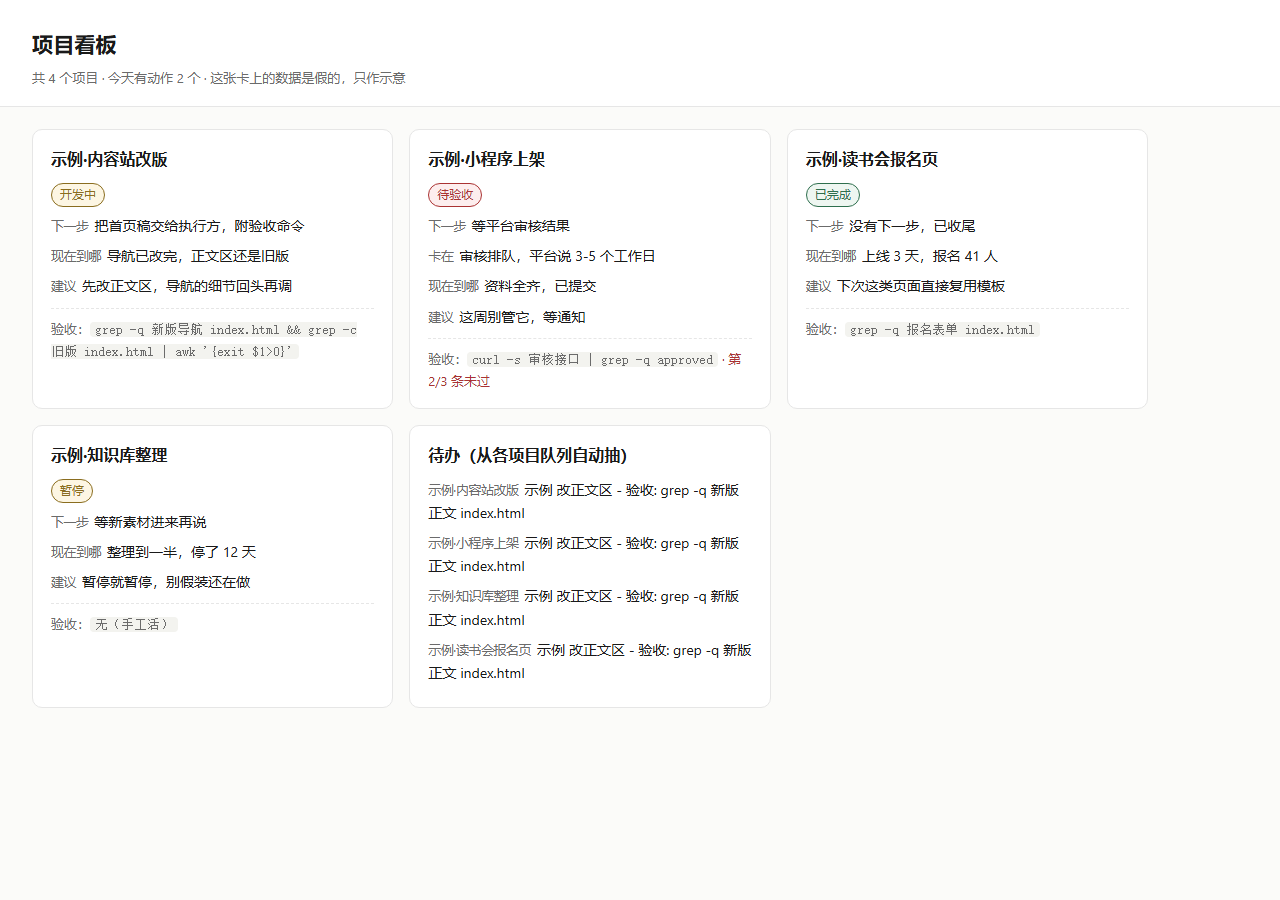 项目看板
共 4 个项目 · 今天有动作 2 个 · 这张卡上的数据是假的，只作示意
示例·内容站改版
开发中
下一步 把首页稿交给执行方，附验收命令
现在到哪 导航已改完，正文区还是旧版
建议 先改正文区，导航的细节回头再调
验收： grep -q 新版导航 index.html && grep -c
旧版 index.html | awk '{exit $1>0}'
示例·小程序上架
待验收
下一步 等平台审核结果
卡在 审核排队，平台说 3-5 个工作日
现在到哪 资料全齐，已提交
建议 这周别管它，等通知
验收： curl -s 审核接口 | grep -q approved · 第
2/3 条未过
示例·读书会报名页
已完成
下一步 没有下一步，已收尾
现在到哪 上线 3 天，报名 41 人
建议 下次这类页面直接复用模板
验收： grep -q 报名表单 index.html
示例·知识库整理
暂停
下一步 等新素材进来再说
现在到哪 整理到一半，停了 12 天
建议 暂停就暂停，别假装还在做
验收： 无（手工活）
待办（从各项目队列自动抽）
示例·内容站改版 示例 改正文区 - 验收: grep -q 新版
正文 index.html
示例·小程序上架 示例 改正文区 - 验收: grep -q 新版
正文 index.html
示例·知识库整理 示例 改正文区 - 验收: grep -q 新版
正文 index.html
示例·读书会报名页 示例 改正文区 - 验收: grep -q 新版
正文 index.html